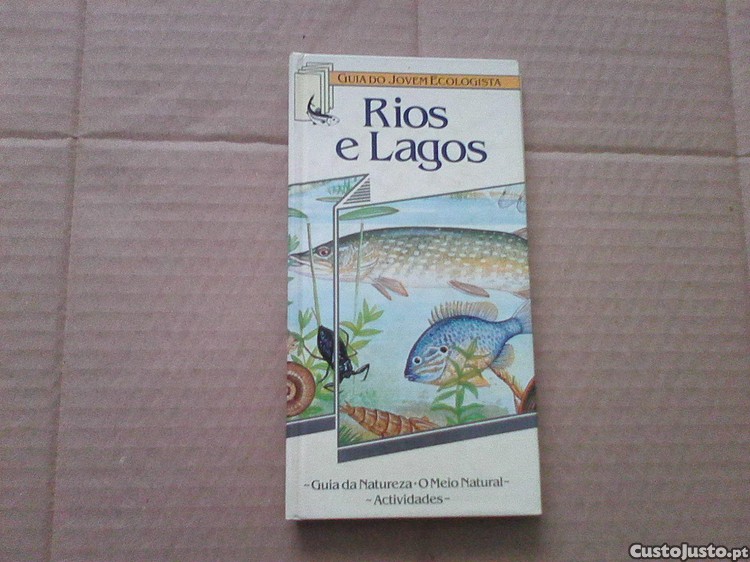 GUIA DO JOVEM ECOLOGISTA
Rios
e Lagos
~Guia da Natureza · O Meio Natural~
~Actividades~
CustoJusto.pt